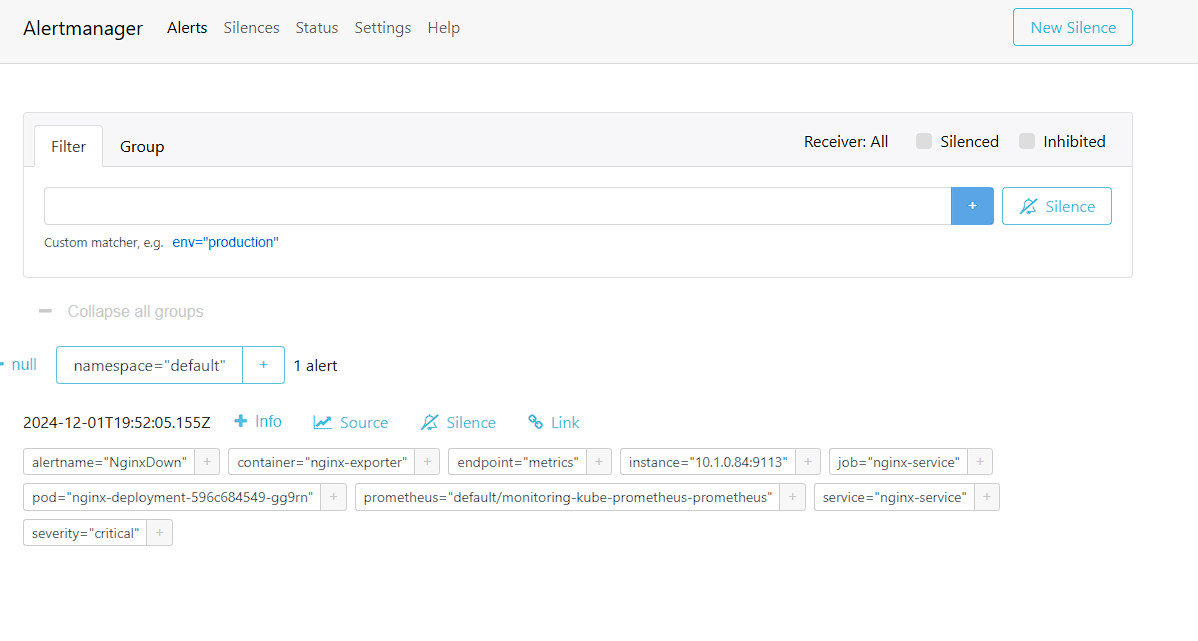 Alertmanager Alerts Silences Status Settings Help New Silence
Filter Group Receiver: All Silenced Inhibited
+ Silence
Custom matcher, e.g. env="production"
Collapse all groups
null namespace="default" + 1 alert
2024-12-01T19:52:05.155Z + Info Source Silence Link
alertname="NginxDown" + container="nginx-exporter" + endpoint="metrics" + instance="10.1.0.84:9113" + job="nginx-service" +
pod="nginx-deployment-596c684549-gg9rn" + prometheus="default/monitoring-kube-prometheus-prometheus" + service="nginx-service" +
severity="critical" +